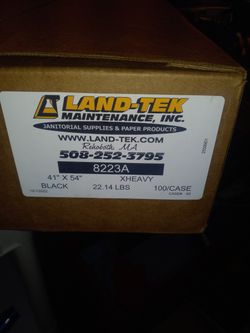 LAND-TEK
MAINTENANCE, INC.
JANITORIAL SUPPLIES & PAPER PRODUCTS
WWW.LAND-TEK.COM
Rehoboth, MA
508-252-3795
8223A
41" X 54" XHEAVY
BLACK 22.14 LBS 100/CASE